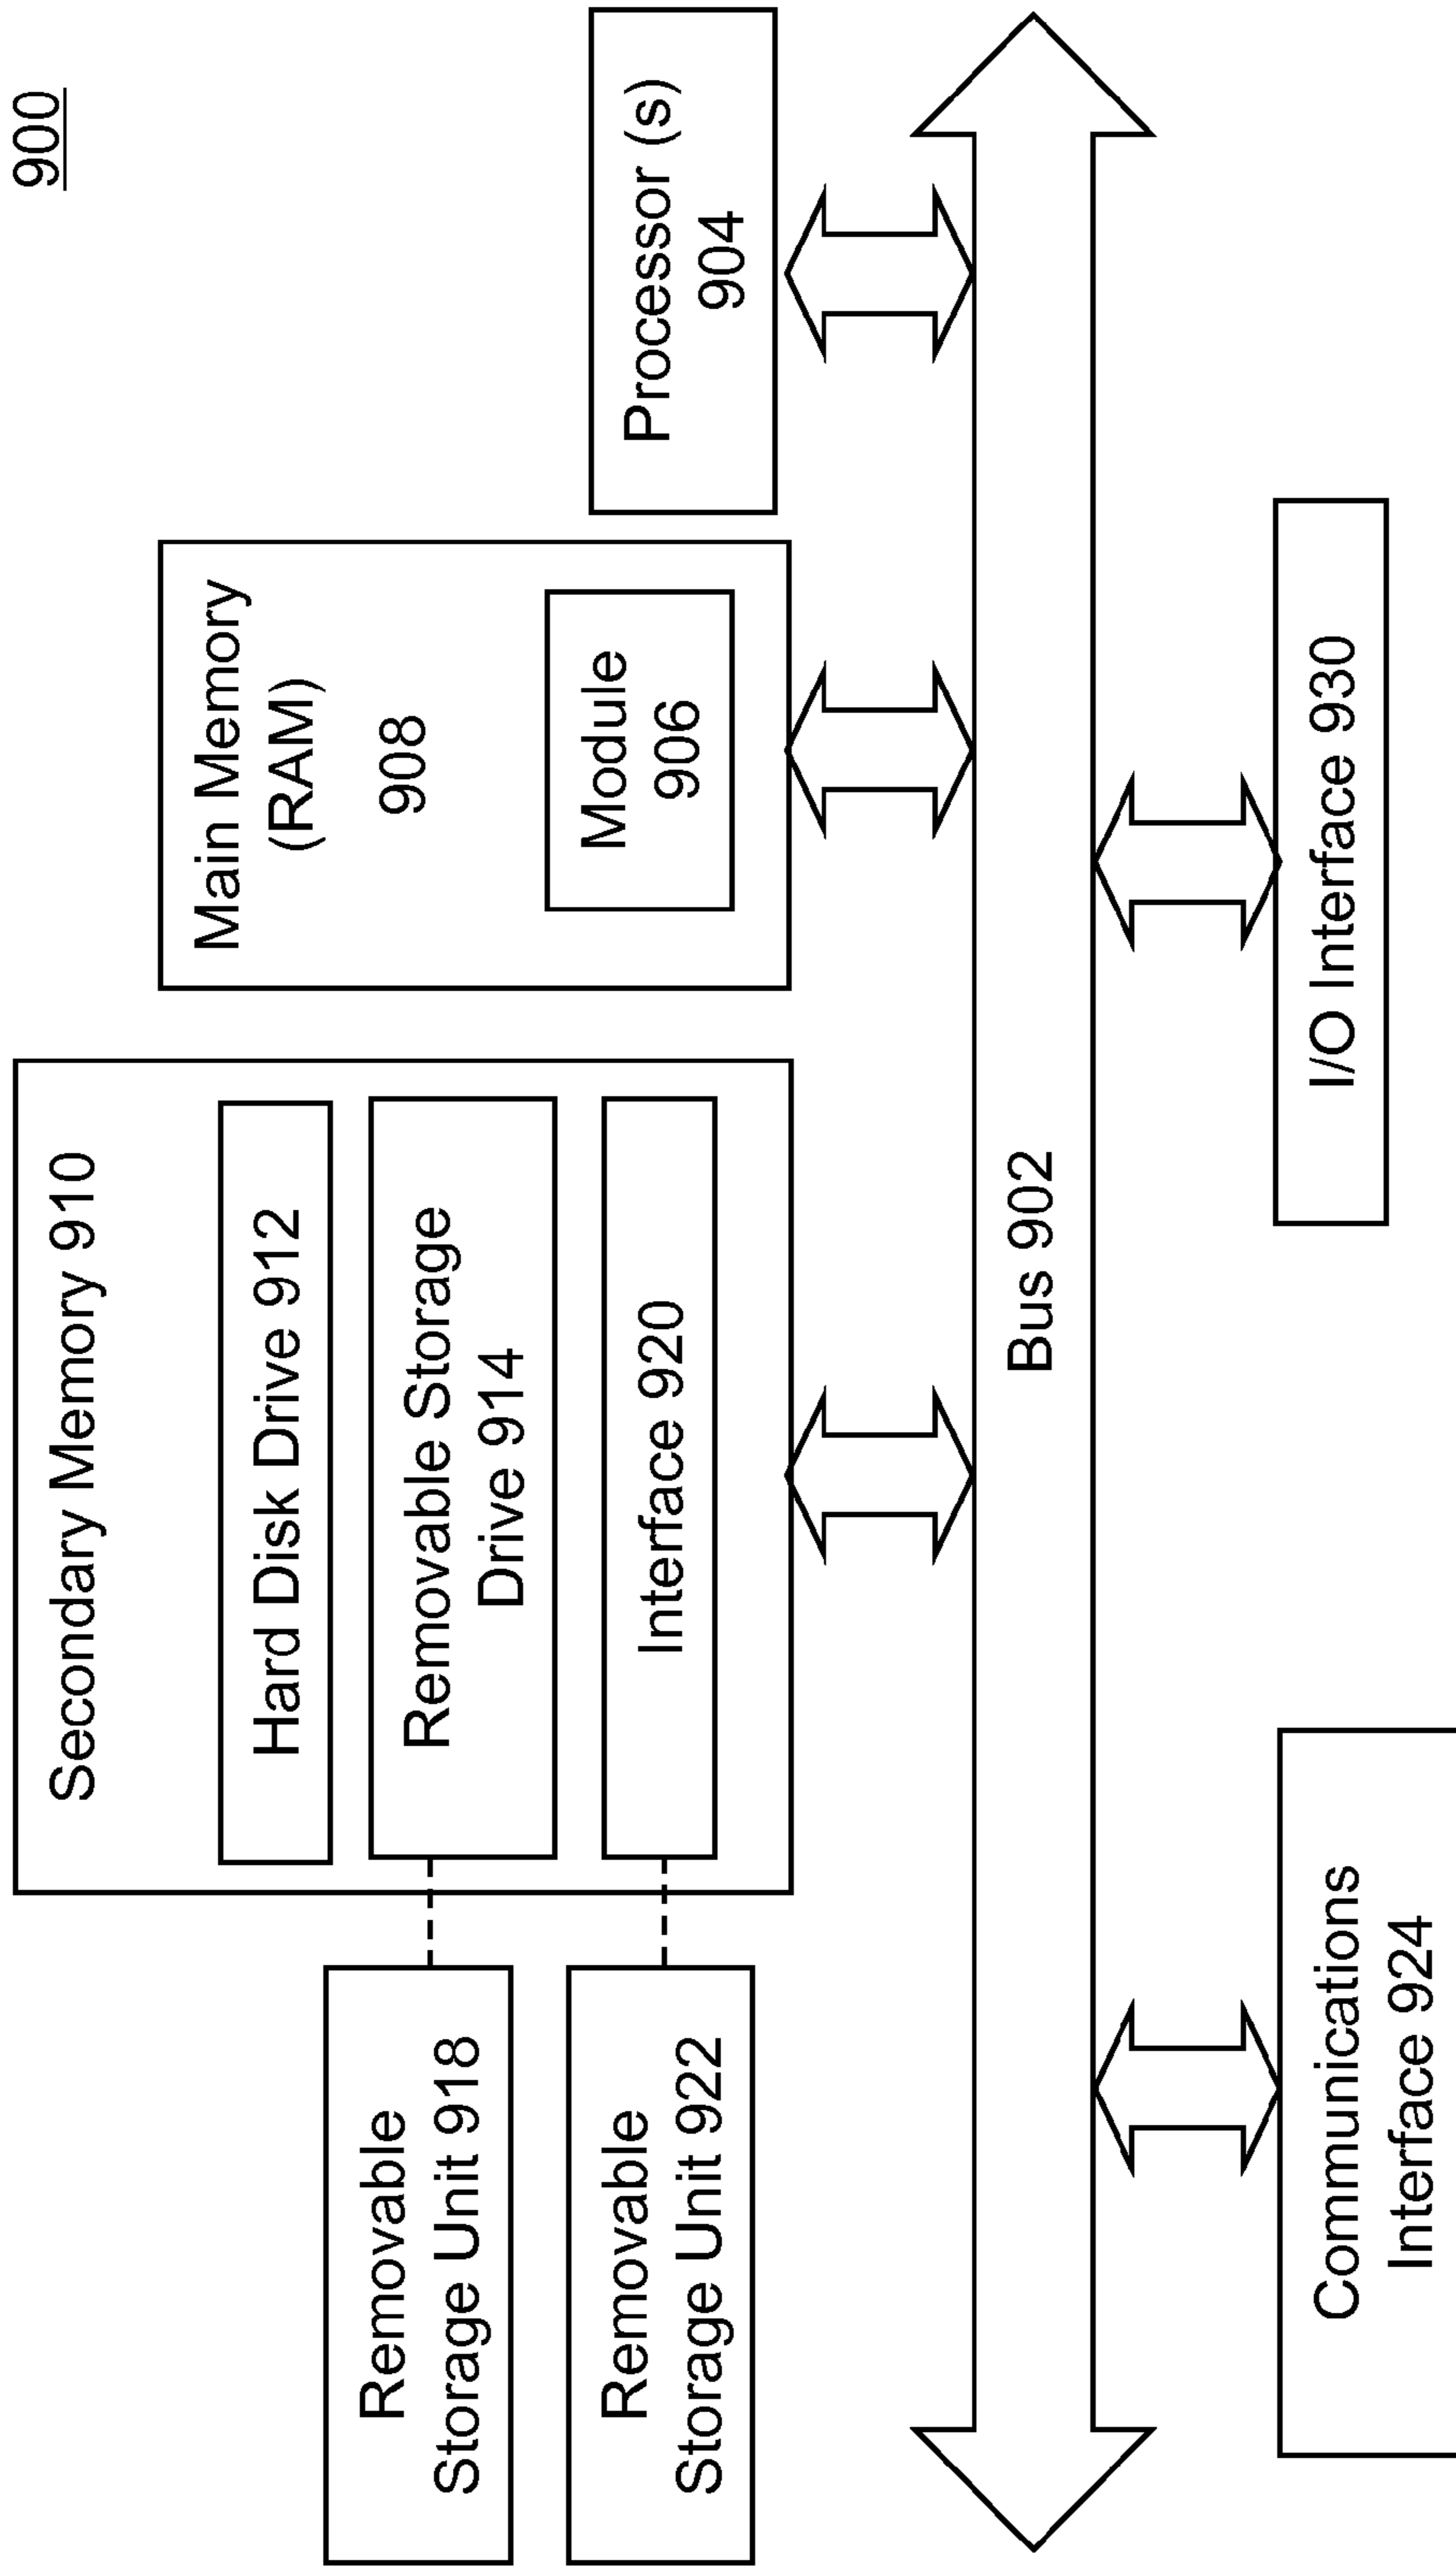 900
Secondary Memory 910
Hard Disk Drive 912
Removable Storage
Drive 914
Interface 920
Removable
Storage Unit 918
Removable
Storage Unit 922
Main Memory
(RAM)
908
Module
906
Processor (s)
904
Bus 902
Communications
Interface 924
I/O Interface 930